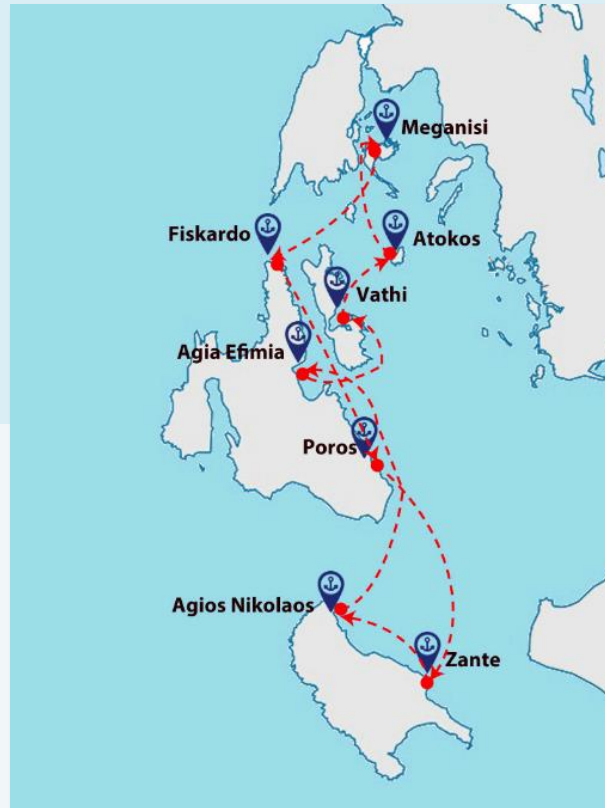 Meganisi
Fiskardo
Atokos
Vathi
Agia Efimia
Poros
Agios Nikolaos
Zante